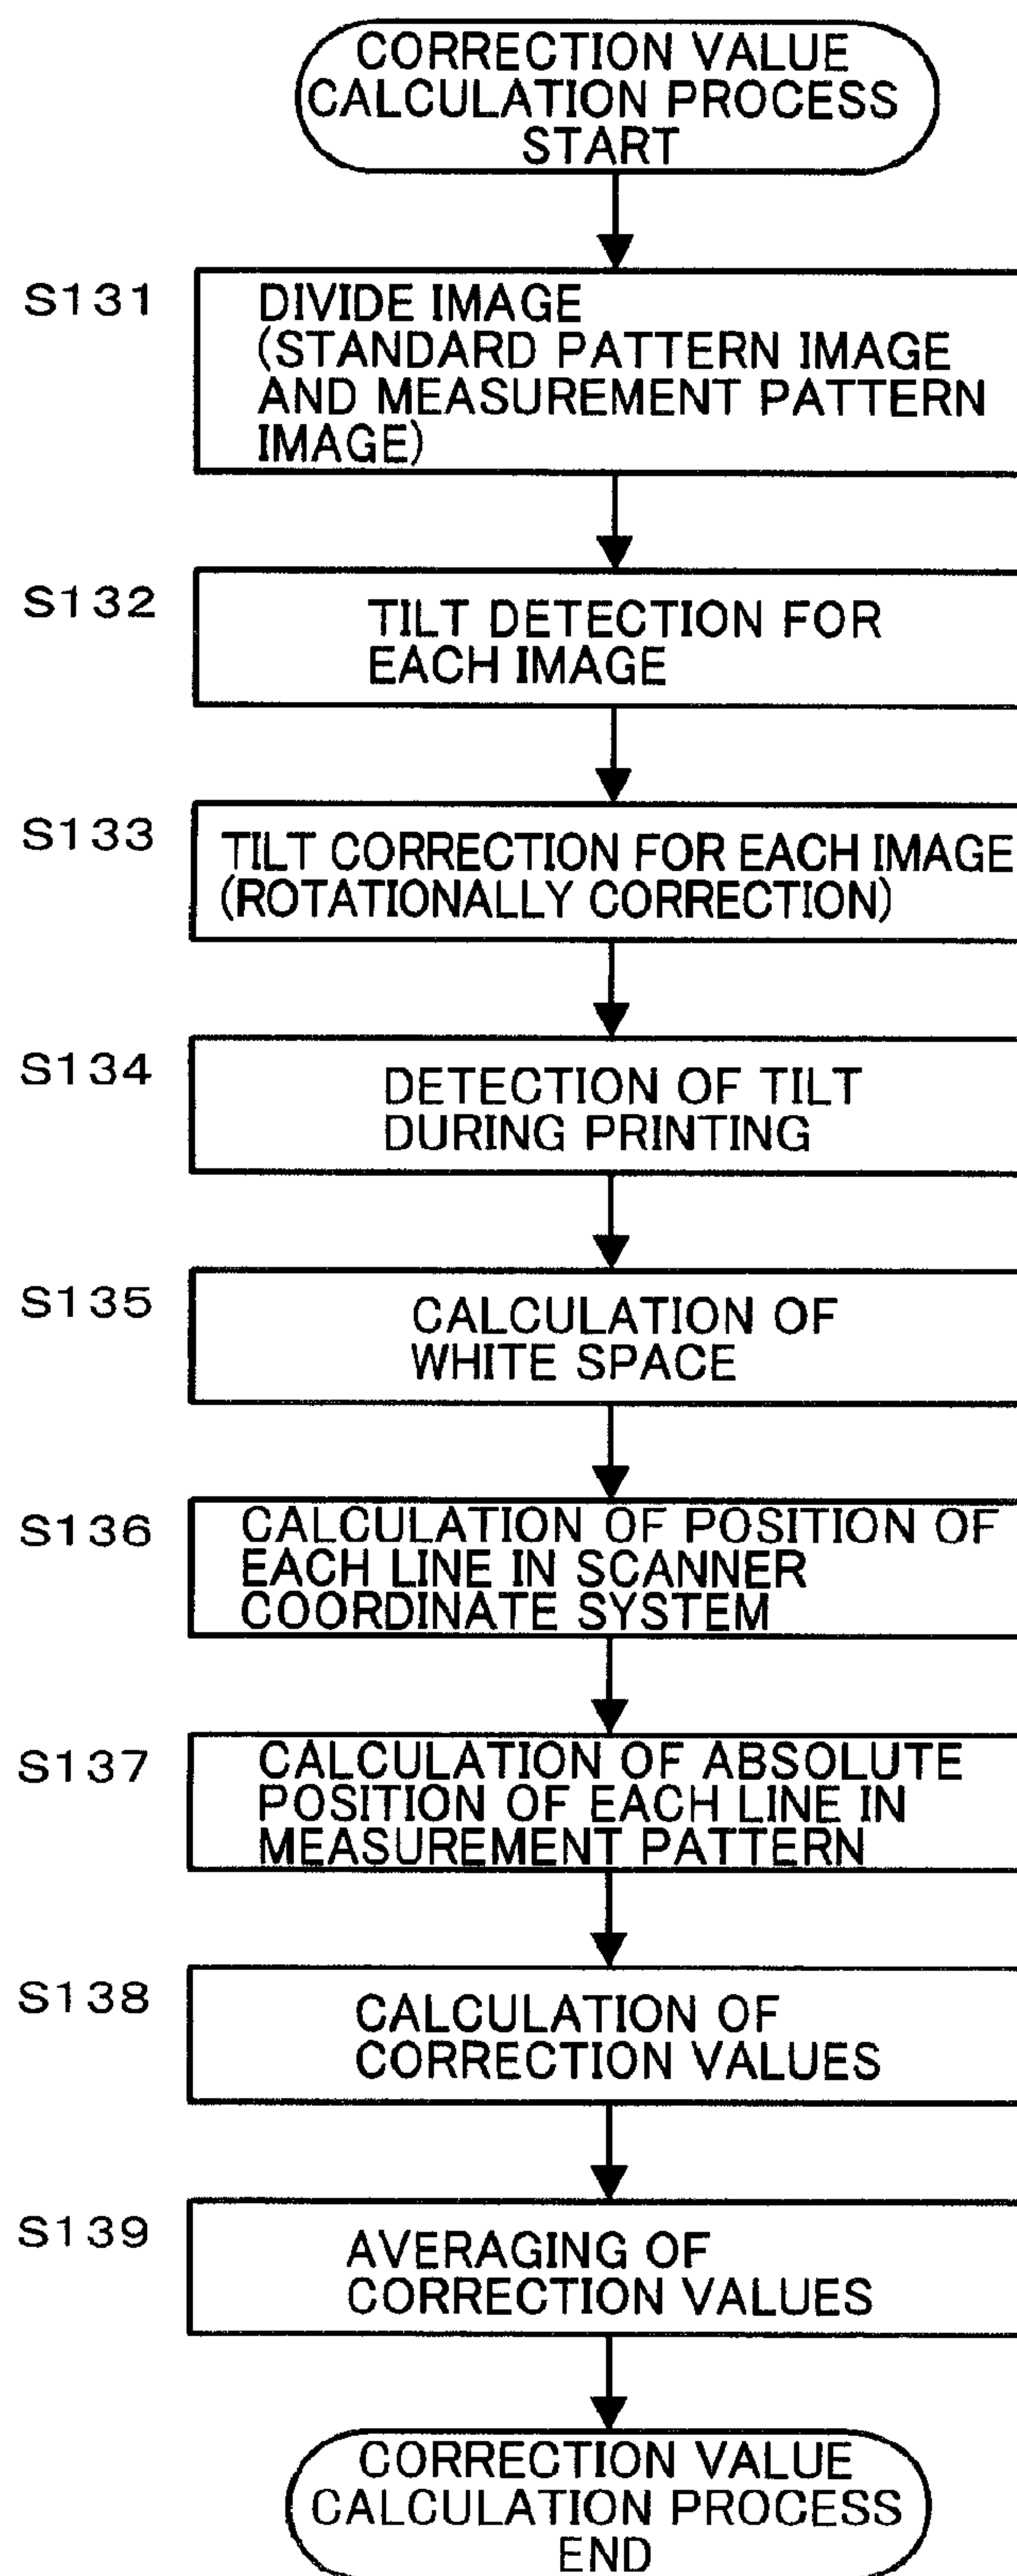 CORRECTION VALUE
CALCULATION PROCESS
START
S131
DIVIDE IMAGE
(STANDARD PATTERN IMAGE
AND MEASUREMENT PATTERN
IMAGE)
S132
TILT DETECTION FOR
EACH IMAGE
S133
TILT CORRECTION FOR EACH IMAGE
(ROTATIONALLY CORRECTION)
S134
DETECTION OF TILT
DURING PRINTING
S135
CALCULATION OF
WHITE SPACE
S136
CALCULATION OF POSITION OF
EACH LINE IN SCANNER
COORDINATE SYSTEM
S137
CALCULATION OF ABSOLUTE
POSITION OF EACH LINE IN
MEASUREMENT PATTERN
S138
CALCULATION OF
CORRECTION VALUES
S139
AVERAGING OF
CORRECTION VALUES
CORRECTION VALUE
CALCULATION PROCESS
END